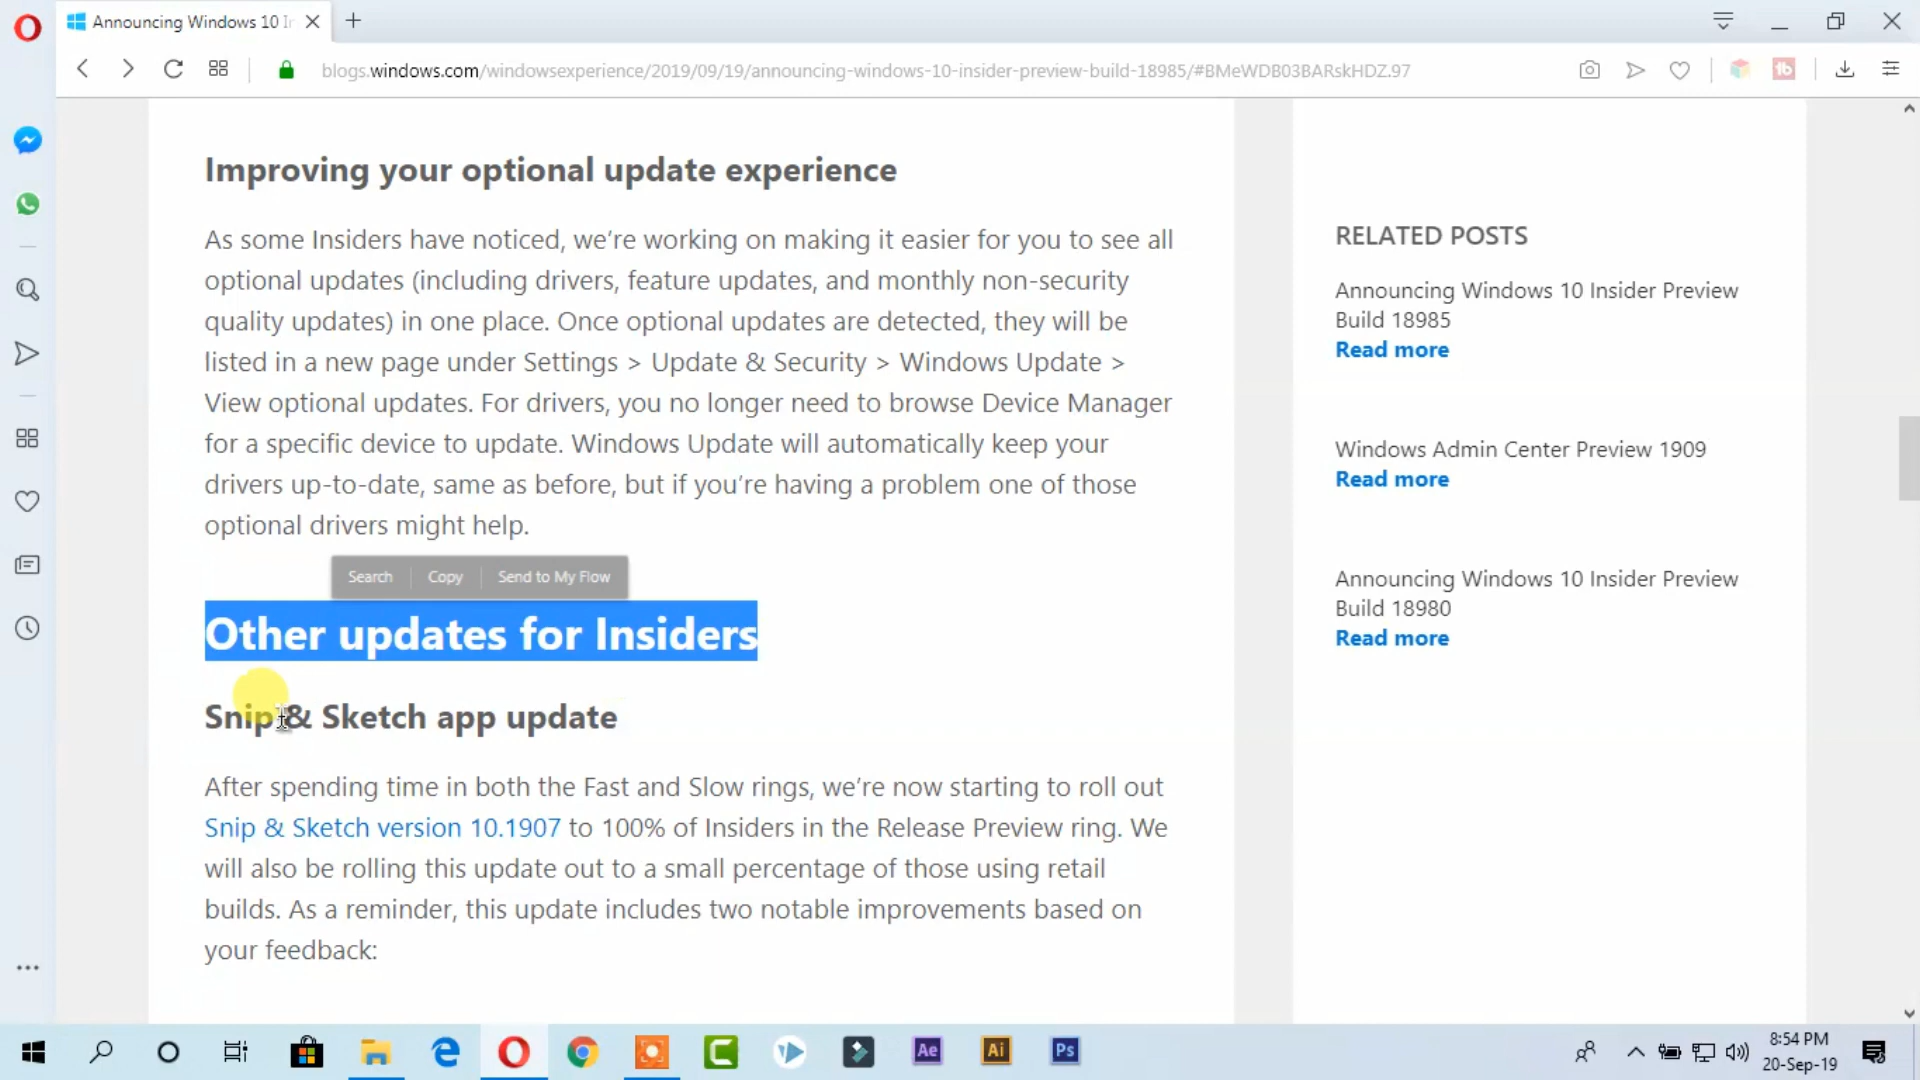 Announcing Windows 10 In
blogs.windows.com/windowsexperience/2019/09/19/announcing-windows-10-insider-preview-build-18985/#BMeWDB03BARskHDZ.97
Improving your optional update experience
As some Insiders have noticed, we’re working on making it easier for you to see all
optional updates (including drivers, feature updates, and monthly non-security
quality updates) in one place. Once optional updates are detected, they will be
listed in a new page under Settings > Update & Security > Windows Update >
View optional updates. For drivers, you no longer need to browse Device Manager
for a specific device to update. Windows Update will automatically keep your
drivers up-to-date, same as before, but if you’re having a problem one of those
optional drivers might help.
Search Copy Send to My Flow
Other updates for Insiders
Snip & Sketch app update
After spending time in both the Fast and Slow rings, we’re now starting to roll out
Snip & Sketch version 10.1907 to 100% of Insiders in the Release Preview ring. We
will also be rolling this update out to a small percentage of those using retail
builds. As a reminder, this update includes two notable improvements based on
your feedback:
RELATED POSTS
Announcing Windows 10 Insider Preview
Build 18985
Read more
Windows Admin Center Preview 1909
Read more
Announcing Windows 10 Insider Preview
Build 18980
Read more
tb
Ae
Ai
Ps
8:54 PM
20-Sep-19